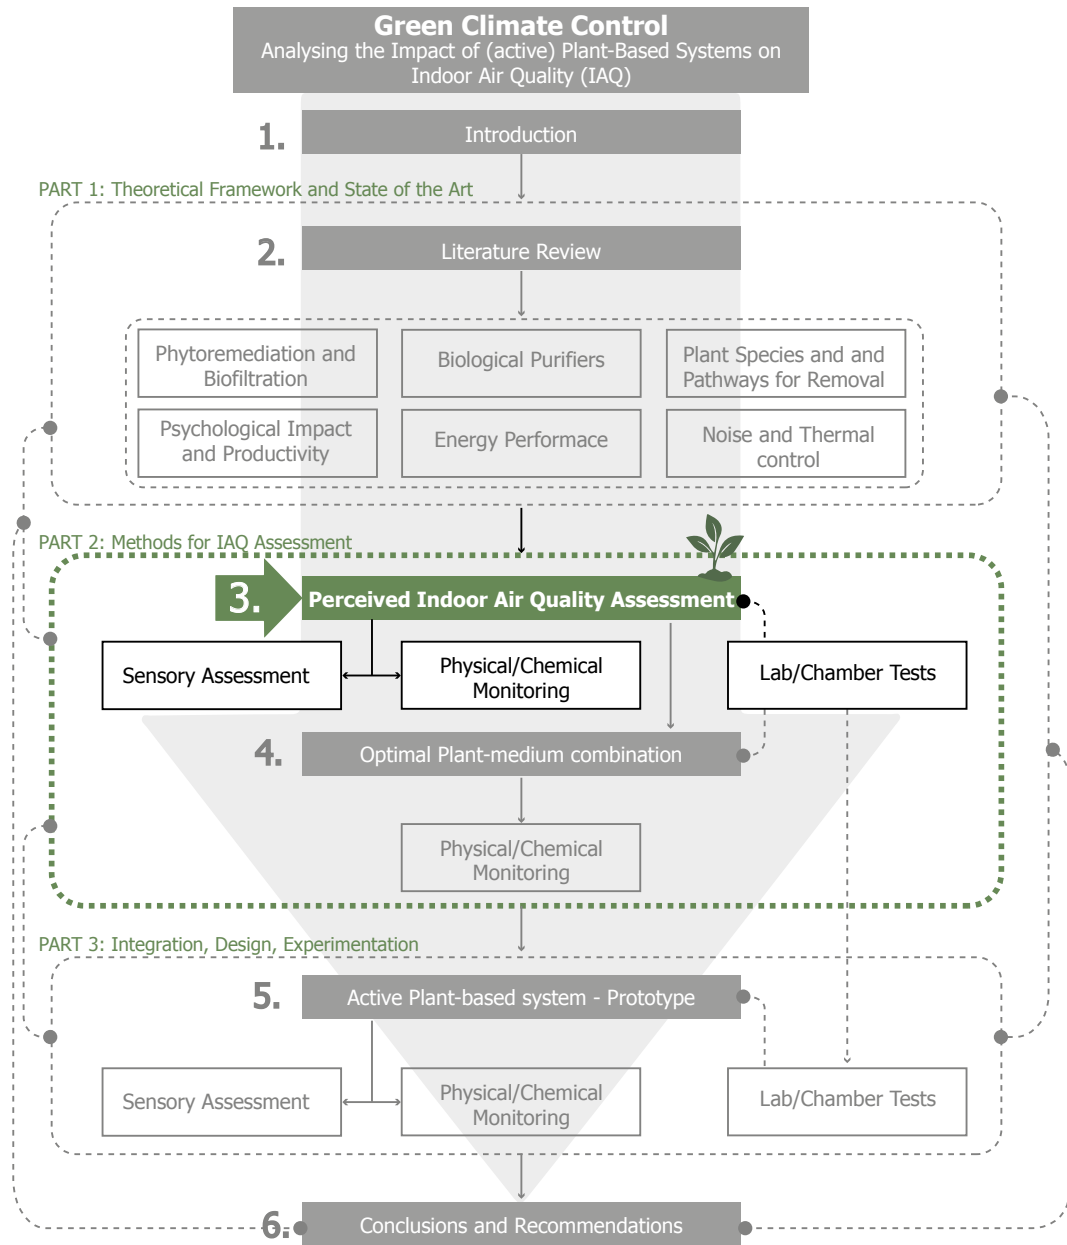 Green Climate Control
Analysing the Impact of (active) Plant-Based Systems on
Indoor Air Quality (IAQ)
1.
Introduction
PART 1: Theoretical Framework and State of the Art
2.
Literature Review
Phytoremediation and
Biofiltration
Biological Purifiers
Plant Species and and
Pathways for Removal
Psychological Impact
and Productivity
Energy Performace
Noise and Thermal
control
PART 2: Methods for IAQ Assessment
3.
Perceived Indoor Air Quality Assessment
Sensory Assessment
Physical/Chemical
Monitoring
Lab/Chamber Tests
4.
Optimal Plant-medium combination
Physical/Chemical
Monitoring
PART 3: Integration, Design, Experimentation
5.
Active Plant-based system - Prototype
Sensory Assessment
Physical/Chemical
Monitoring
Lab/Chamber Tests
6.
Conclusions and Recommendations